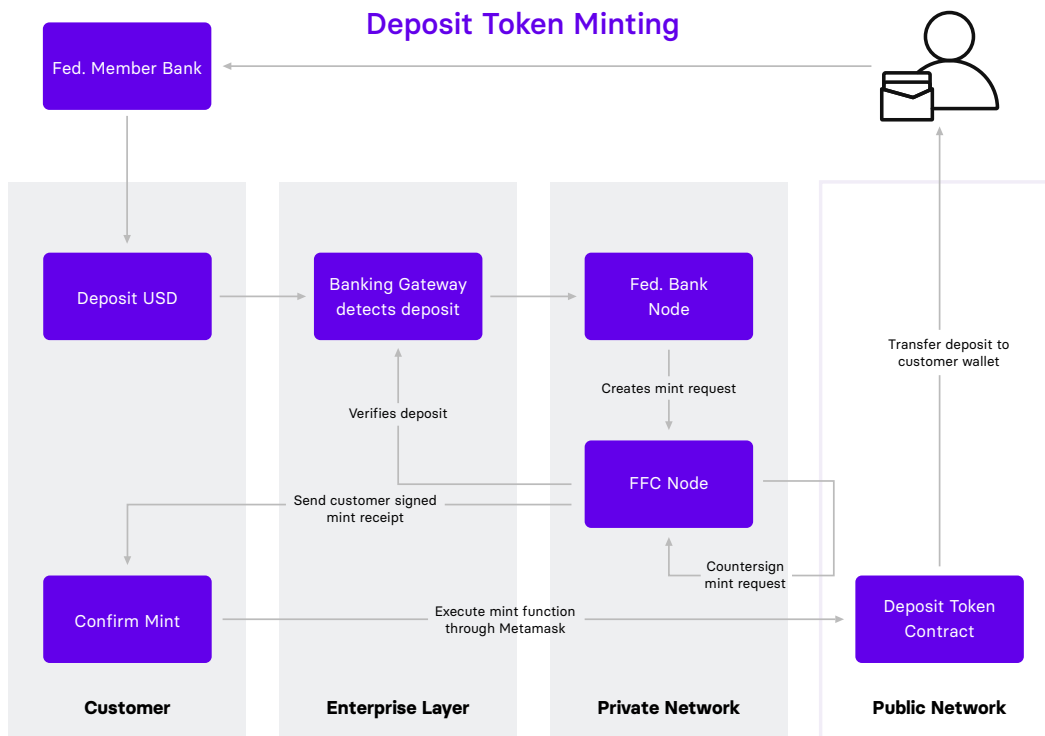 Deposit Token Minting
Fed. Member Bank
Deposit USD
Banking Gateway
detects deposit
Fed. Bank
Node
Transfer deposit to
customer wallet
Creates mint request
Verifies deposit
FFC Node
Send customer signed
mint receipt
Countersign
mint request
Confirm Mint
Execute mint function
through Metamask
Deposit Token
Contract
Customer
Enterprise Layer
Private Network
Public Network